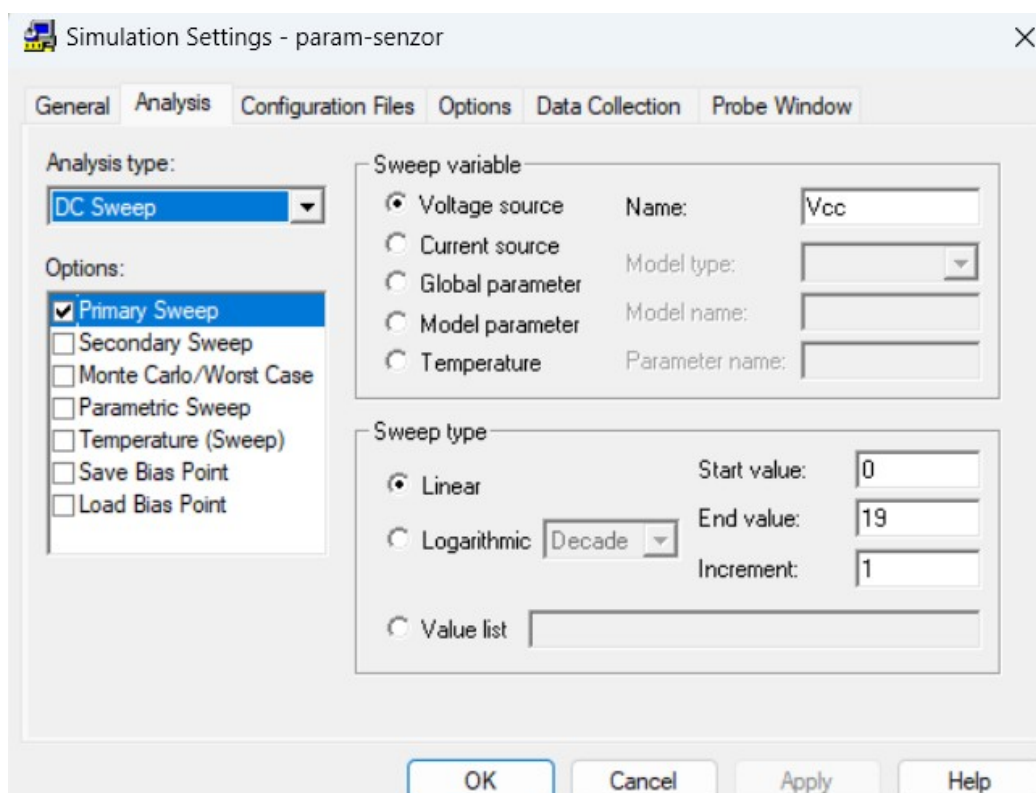 Simulation Settings - param-senzor
General Analysis Configuration Files Options Data Collection Probe Window
Analysis type:
DC Sweep
Options:
Primary Sweep
Secondary Sweep
Monte Carlo/Worst Case
Parametric Sweep
Temperature (Sweep)
Save Bias Point
Load Bias Point
Sweep variable
Voltage source
Current source
Global parameter
Model parameter
Temperature
Name: Vcc
Model type:
Model name:
Parameter name:
Sweep type
Linear
Logarithmic Decade
Value list
Start value: 0
End value: 19
Increment: 1
OK Cancel Apply Help